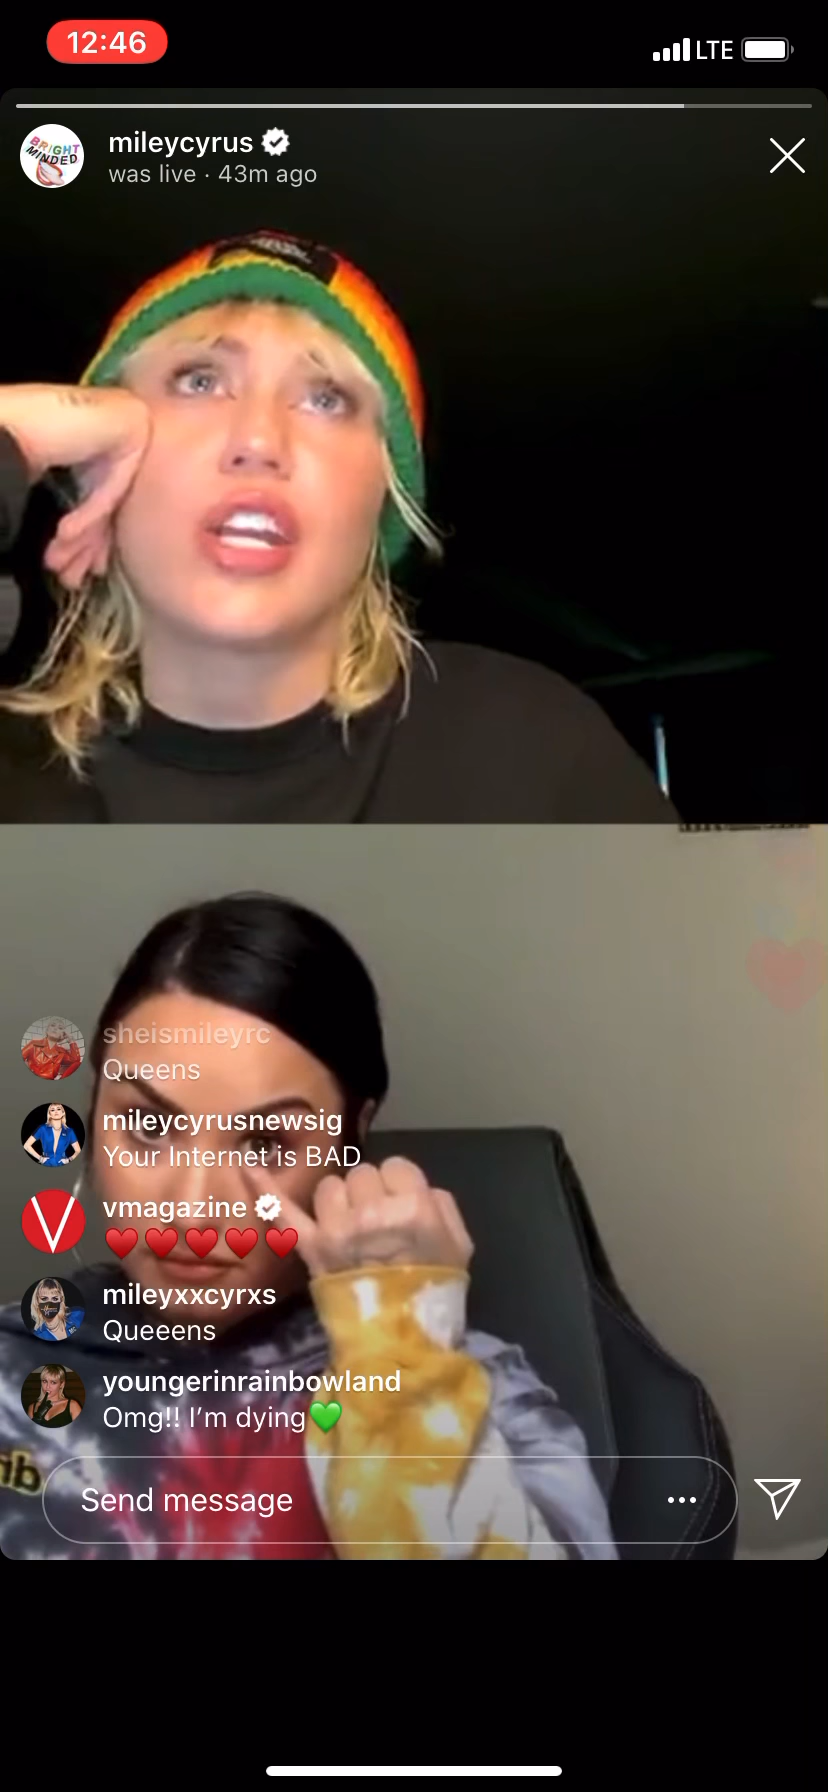 12:46
LTE
BRIGHT
MINDED
mileycyrus
was live · 43m ago
sheismileyrc
Queens
mileycyrusnewsig
Your Internet is BAD
vmagazine
V
❤️❤️❤️❤️❤️
mileyxxcyrxs
Queeens
youngerinrainbowland
Omg!! I’m dying💚
Send message